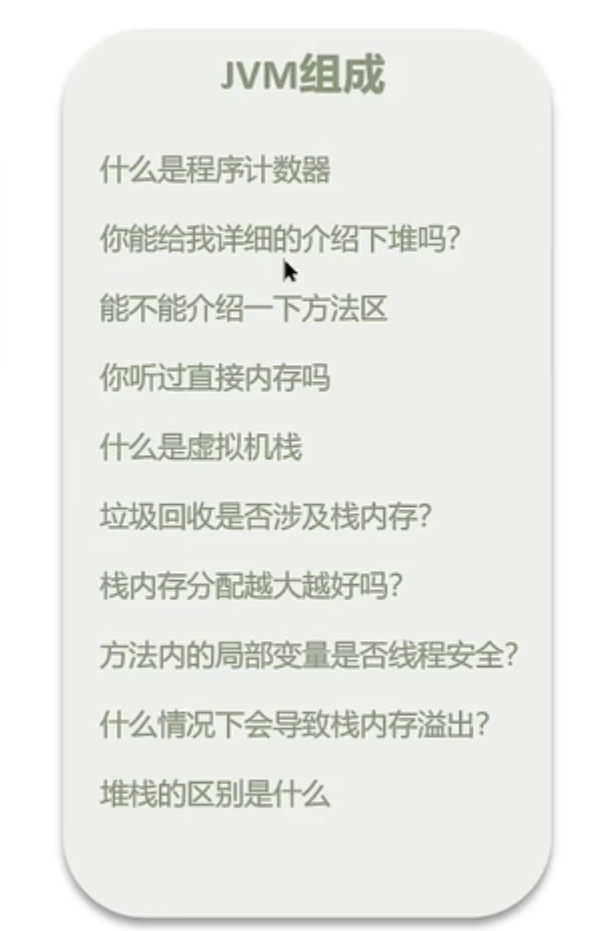 JVM组成
什么是程序计数器
你能给我详细的介绍下堆吗？
能不能介绍一下方法区
你听过直接内存吗
什么是虚拟机栈
垃圾回收是否涉及栈内存？
栈内存分配越大越好吗？
方法内的局部变量是否线程安全？
什么情况下会导致栈内存溢出？
堆栈的区别是什么